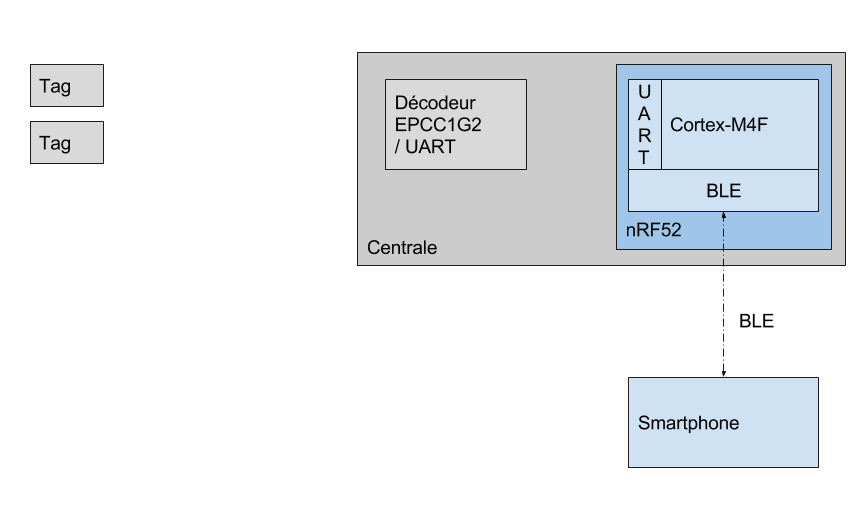 Tag
Tag
Décodeur
EPCC1G2
/ UART
Centrale
U
A
R
T
Cortex-M4F
BLE
nRF52
BLE
Smartphone